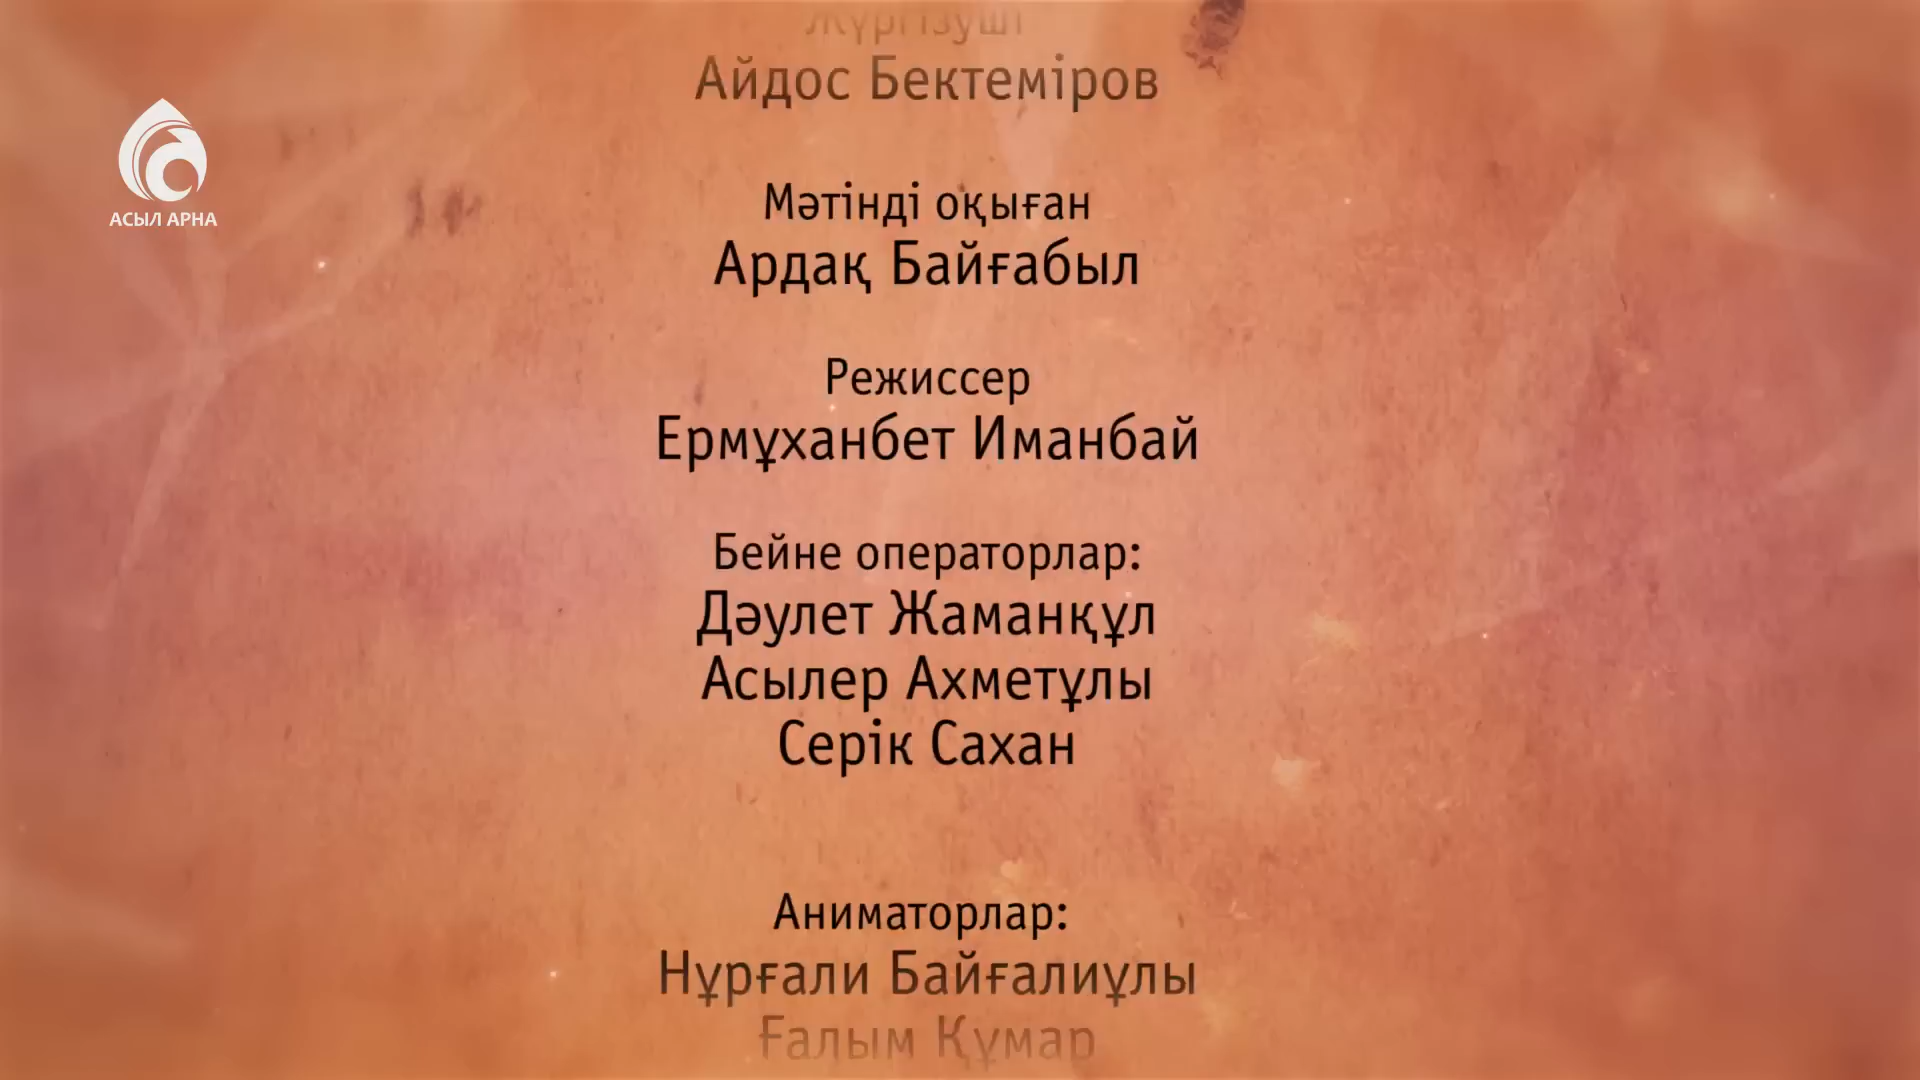 Жүргізуші
Айдос Бектеміров
АСЫЛ АРНА
Мәтінді оқыған
Ардақ Байғабыл
Режиссер
Ермұханбет Иманбай
Бейне операторлар:
Дәулет Жаманқұл
Асылер Ахметұлы
Серік Сахан
Аниматорлар:
Нұрғали Байғалиұлы
Ғалым Құмар